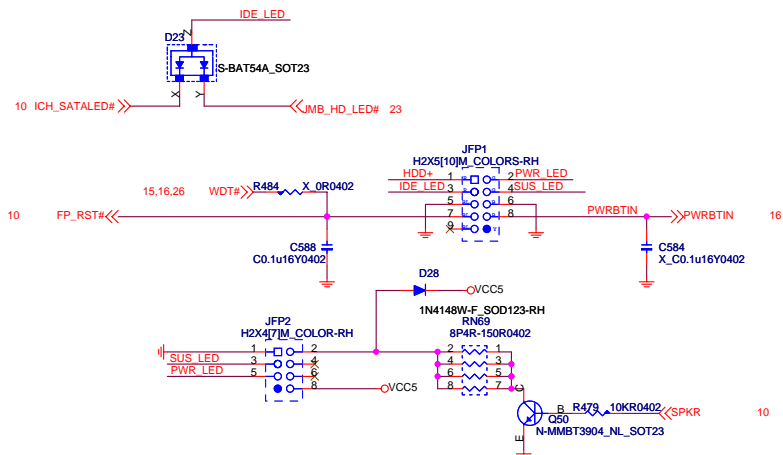 IDE_LED
D23
Z
S-BAT54A_SOT23
X
Y
10 ICH_SATALED#
JMB_HD_LED# 23
JFP1
H2X5[10]M_COLORS-RH
HDD+ 1 2 PWR_LED
IDE_LED 3 4 SUS_LED
5 6
7 8 PWRBTIN
9
R484 X_0R0402
15,16,26 WDT#
10 FP_RST#
PWRBTIN 16
C588
C0.1u16Y0402
C584
X_C0.1u16Y0402
D28
VCC5
1N4148W-F_SOD123-RH
RN69
8P4R-150R0402
JFP2
H2X4[7]M_COLOR-RH
1 2
SUS_LED 3 4
PWR_LED 5 6
8 VCC5
2 1
4 3
6 5
8 7
C
B
E
R479 10KR0402
SPKR 10
Q50
N-MMBT3904_NL_SOT23